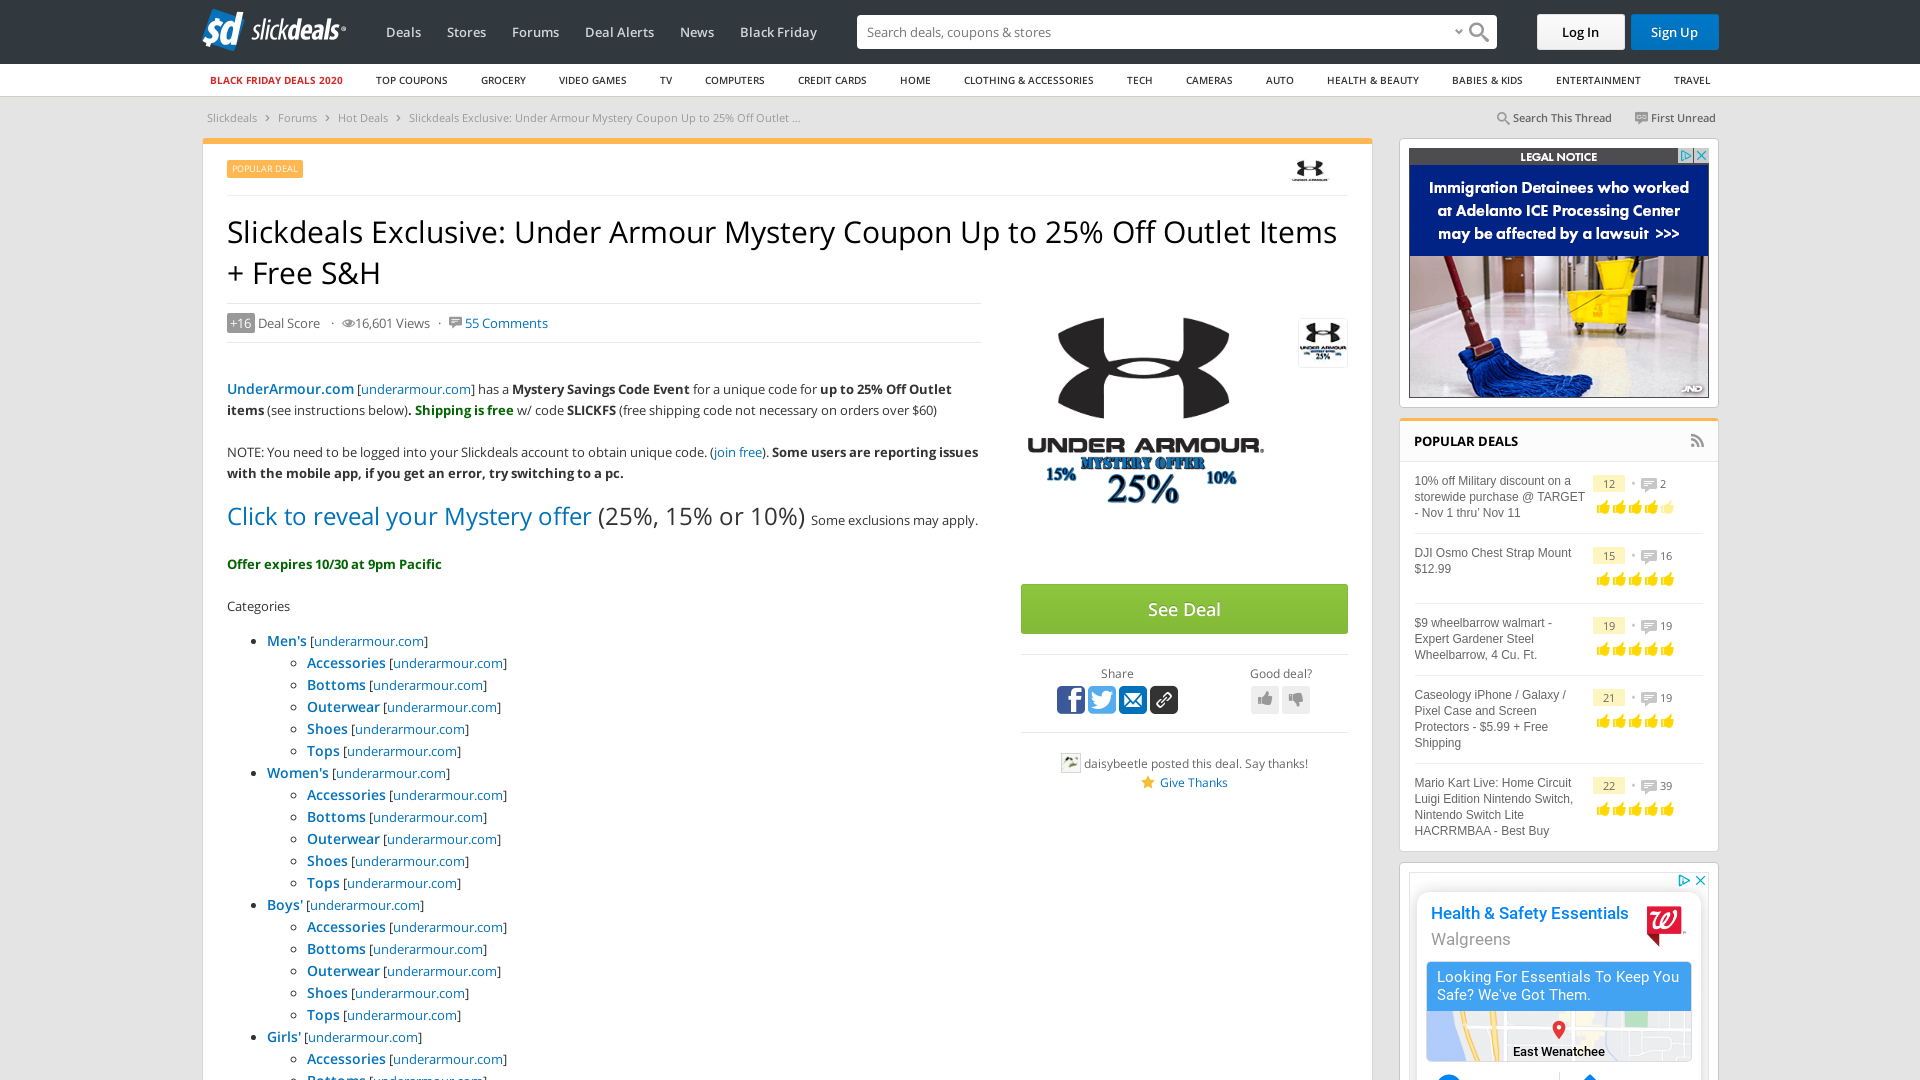 slickdeals
Deals Stores Forums Deal Alerts News Black Friday
Search deals, coupons & stores
Log In
Sign Up
BLACK FRIDAY DEALS 2020 TOP COUPONS GROCERY VIDEO GAMES TV COMPUTERS CREDIT CARDS HOME CLOTHING & ACCESSORIES TECH CAMERAS AUTO HEALTH & BEAUTY BABIES & KIDS ENTERTAINMENT TRAVEL
Slickdeals > Forums > Hot Deals > Slickdeals Exclusive: Under Armour Mystery Coupon Up to 25% Off Outlet ...
Search This Thread
First Unread
POPULAR DEAL
Slickdeals Exclusive: Under Armour Mystery Coupon Up to 25% Off Outlet Items
+ Free S&H
+16 Deal Score · 16,601 Views · 55 Comments
UnderArmour.com [underarmour.com] has a Mystery Savings Code Event for a unique code for up to 25% Off Outlet
items (see instructions below). Shipping is free w/ code SLICKFS (free shipping code not necessary on orders over $60)
NOTE: You need to be logged into your Slickdeals account to obtain unique code. (join free). Some users are reporting issues
with the mobile app, if you get an error, try switching to a pc.
Click to reveal your Mystery offer (25%, 15% or 10%) Some exclusions may apply.
Offer expires 10/30 at 9pm Pacific
Categories
Men's [underarmour.com]
Accessories [underarmour.com]
Bottoms [underarmour.com]
Outerwear [underarmour.com]
Shoes [underarmour.com]
Tops [underarmour.com]
Women's [underarmour.com]
Accessories [underarmour.com]
Bottoms [underarmour.com]
Outerwear [underarmour.com]
Shoes [underarmour.com]
Tops [underarmour.com]
Boys' [underarmour.com]
Accessories [underarmour.com]
Bottoms [underarmour.com]
Outerwear [underarmour.com]
Shoes [underarmour.com]
Tops [underarmour.com]
Girls' [underarmour.com]
Accessories [underarmour.com]
Bottoms [underarmour.com]
UNDER ARMOUR
MYSTERY OFFER
15% 25% 10%
UNDER ARMOUR
25%
See Deal
Share
Good deal?
daisybeetle posted this deal. Say thanks!
Give Thanks
LEGAL NOTICE
Immigration Detainees who worked
at Adelanto ICE Processing Center
may be affected by a lawsuit >>>
JND
POPULAR DEALS
10% off Military discount on a
storewide purchase @ TARGET
- Nov 1 thru' Nov 11
12 • 2
DJI Osmo Chest Strap Mount
$12.99
15 • 16
$9 wheelbarrow walmart -
Expert Gardener Steel
Wheelbarrow, 4 Cu. Ft.
19 • 19
Caseology iPhone / Galaxy /
Pixel Case and Screen
Protectors - $5.99 + Free
Shipping
21 • 19
Mario Kart Live: Home Circuit
Luigi Edition Nintendo Switch,
Nintendo Switch Lite
HACRRMBAA - Best Buy
22 • 39
Health & Safety Essentials
Walgreens
Looking For Essentials To Keep You
Safe? We've Got Them.
East Wenatchee